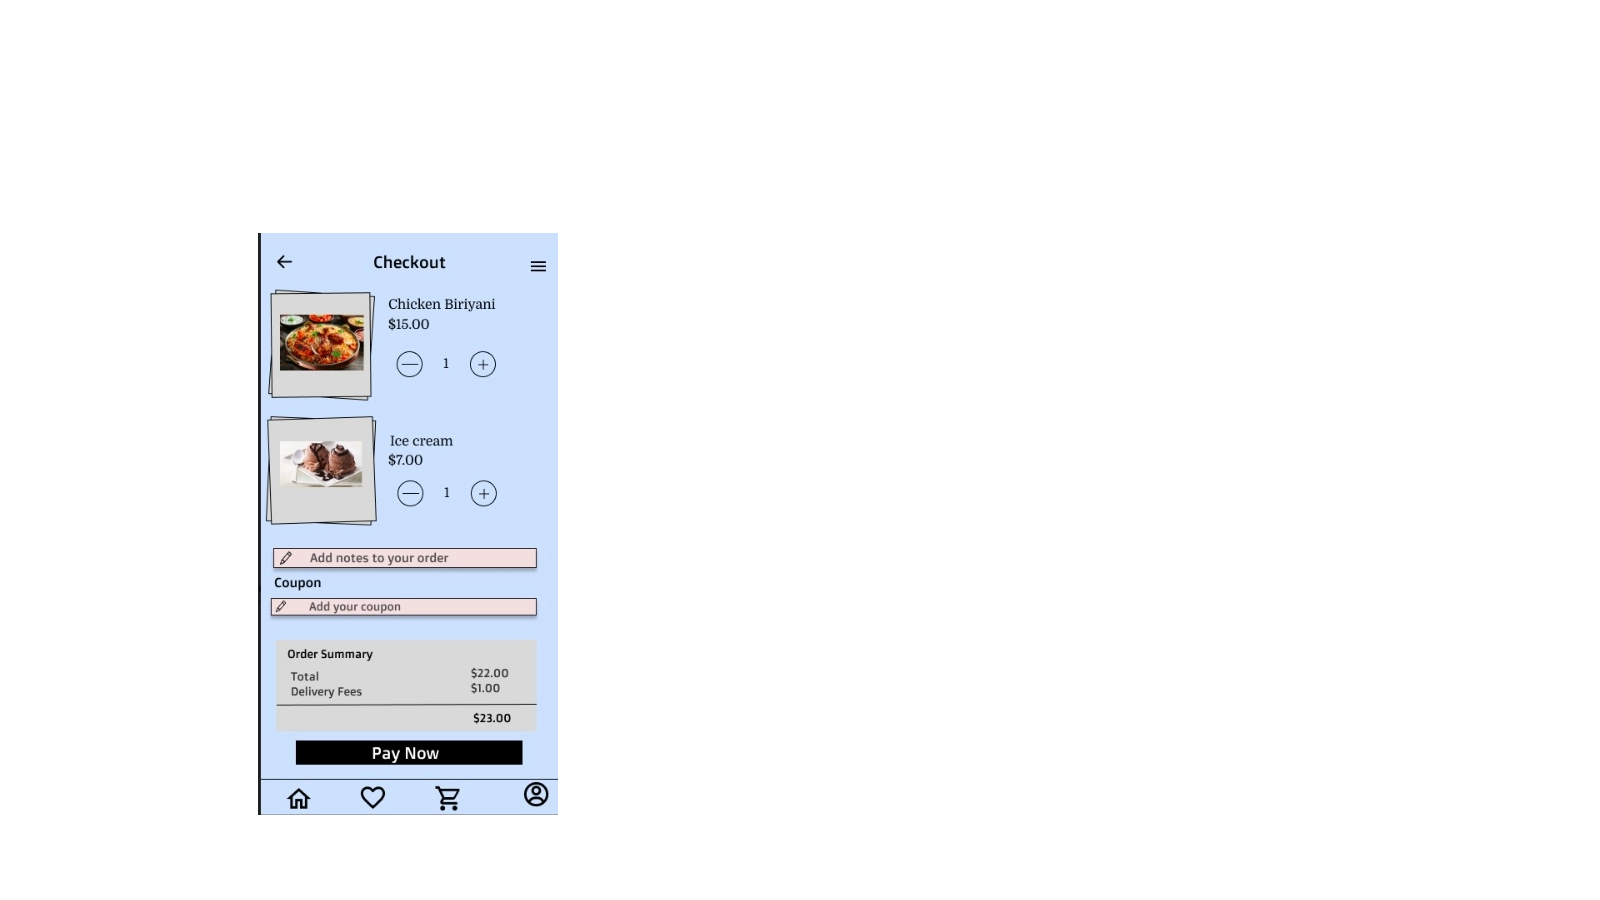 Checkout
Chicken Biriyani
$15.00
1
Ice cream
$7.00
1
Add notes to your order
Coupon
Add your coupon
Order Summary
Total $22.00
Delivery Fees $1.00
$23.00
Pay Now